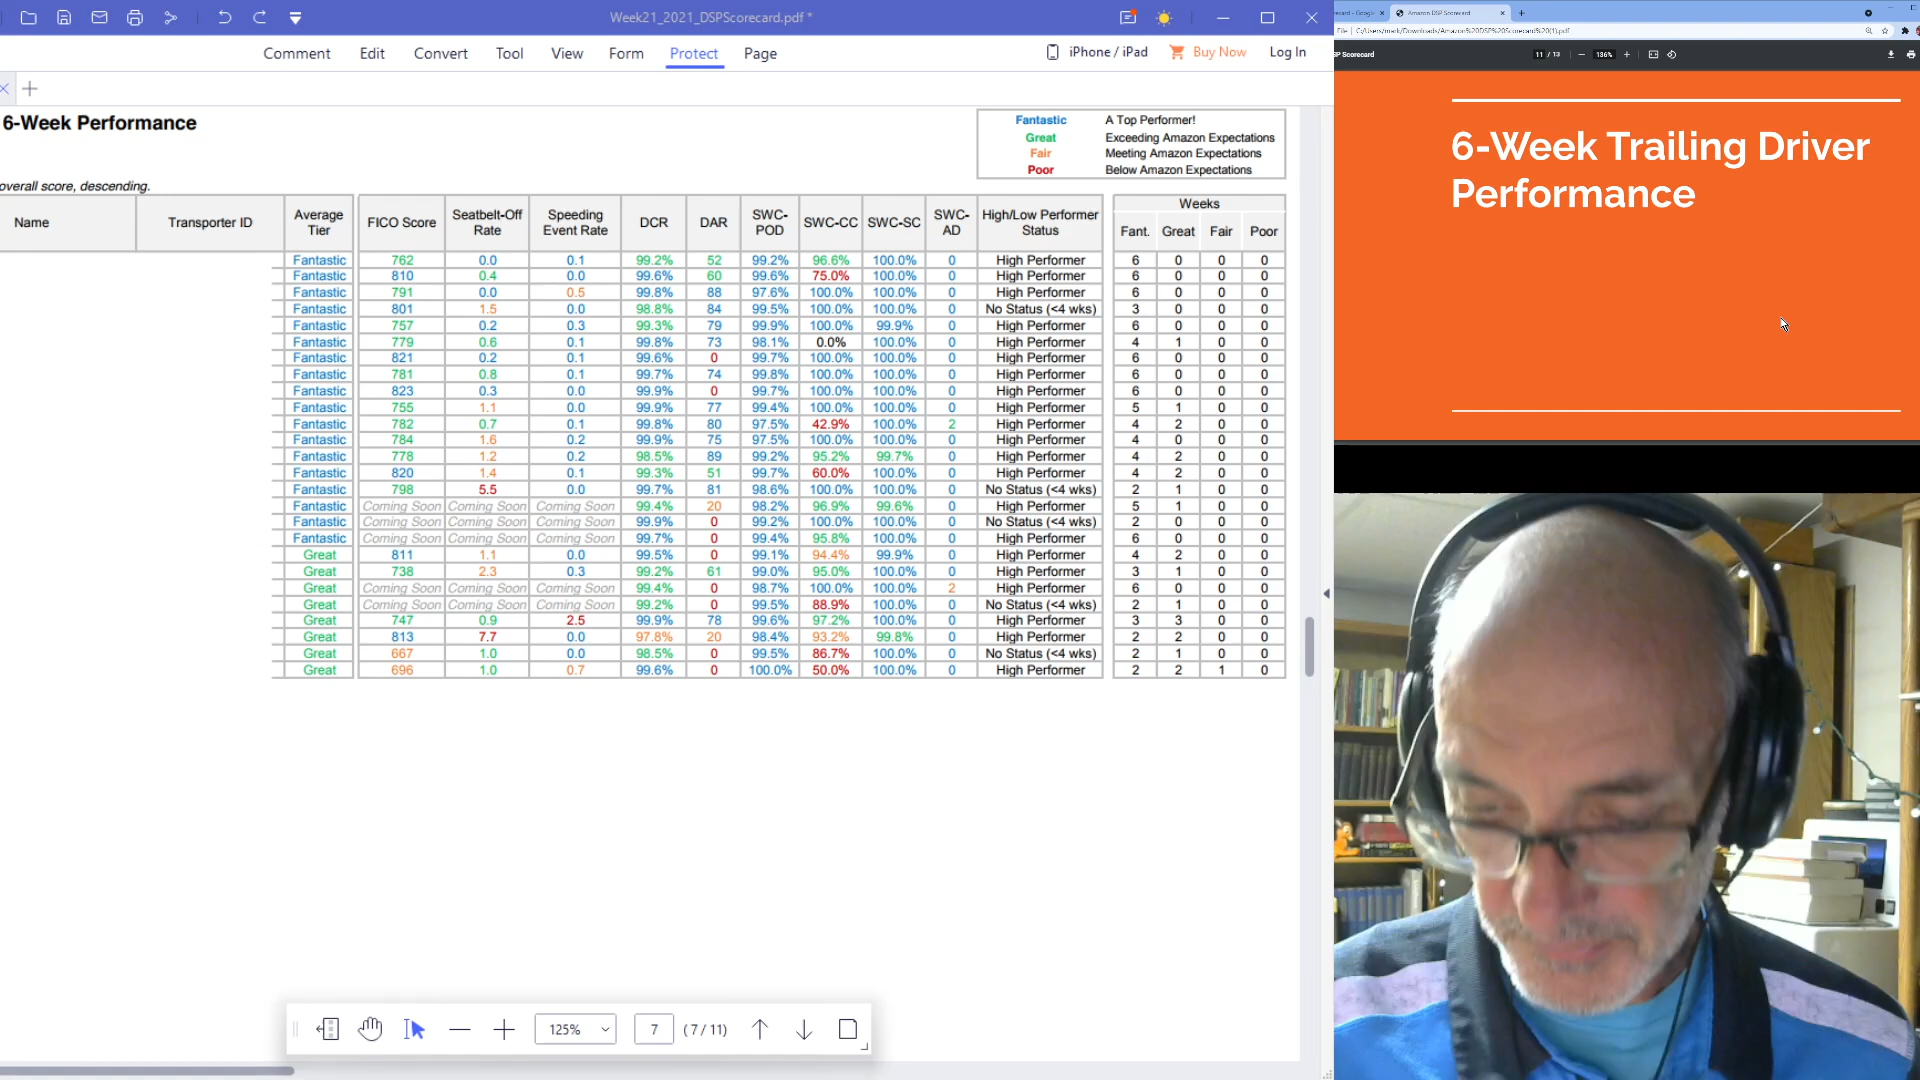 Week21_2021_DSPScorecard.pdf *
Comment Edit Convert Tool View Form Protect Page iPhone / iPad Buy Now Log In
6-Week Performance
Fantastic A Top Performer!
Great Exceeding Amazon Expectations
Fair Meeting Amazon Expectations
Poor Below Amazon Expectations
overall score, descending.
Name Transporter ID Average Tier FICO Score Seatbelt-Off Rate Speeding Event Rate DCR DAR SWC-POD SWC-CC SWC-SC SWC-AD High/Low Performer Status Weeks Fant. Great Fair Poor
Fantastic 762 0.0 0.1 99.2% 52 99.2% 96.6% 100.0% 0 High Performer 6 0 0 0
Fantastic 810 0.4 0.0 99.6% 60 99.6% 75.0% 100.0% 0 High Performer 6 0 0 0
Fantastic 791 0.0 0.5 99.8% 88 97.6% 100.0% 100.0% 0 High Performer 6 0 0 0
Fantastic 801 1.5 0.0 98.8% 84 99.5% 100.0% 100.0% 0 No Status (<4 wks) 3 0 0 0
Fantastic 757 0.2 0.3 99.3% 79 99.9% 100.0% 99.9% 0 High Performer 6 0 0 0
Fantastic 779 0.6 0.1 99.8% 73 98.1% 0.0% 100.0% 0 High Performer 4 1 0 0
Fantastic 821 0.2 0.1 99.6% 0 99.7% 100.0% 100.0% 0 High Performer 6 0 0 0
Fantastic 781 0.8 0.1 99.7% 74 99.8% 100.0% 100.0% 0 High Performer 6 0 0 0
Fantastic 823 0.3 0.0 99.9% 0 99.7% 100.0% 100.0% 0 High Performer 6 0 0 0
Fantastic 755 1.1 0.0 99.9% 77 99.4% 100.0% 100.0% 0 High Performer 5 1 0 0
Fantastic 782 0.7 0.1 99.8% 80 97.5% 42.9% 100.0% 2 High Performer 4 2 0 0
Fantastic 784 1.6 0.2 99.9% 75 97.5% 100.0% 100.0% 0 High Performer 4 0 0 0
Fantastic 778 1.2 0.2 98.5% 89 99.2% 95.2% 99.7% 0 High Performer 4 2 0 0
Fantastic 820 1.4 0.1 99.3% 51 99.7% 60.0% 100.0% 0 High Performer 4 2 0 0
Fantastic 798 5.5 0.0 99.7% 81 98.6% 100.0% 100.0% 0 No Status (<4 wks) 2 1 0 0
Fantastic Coming Soon Coming Soon Coming Soon 99.4% 20 98.2% 96.9% 99.6% 0 High Performer 5 1 0 0
Fantastic Coming Soon Coming Soon Coming Soon 99.9% 0 99.2% 100.0% 100.0% 0 No Status (<4 wks) 2 0 0 0
Fantastic Coming Soon Coming Soon Coming Soon 99.7% 0 99.4% 95.8% 100.0% 0 High Performer 6 0 0 0
Great 811 1.1 0.0 99.5% 0 99.1% 94.4% 99.9% 0 High Performer 4 2 0 0
Great 738 2.3 0.3 99.2% 61 99.0% 95.0% 100.0% 0 High Performer 3 1 0 0
Great Coming Soon Coming Soon Coming Soon 99.4% 0 98.7% 100.0% 100.0% 2 High Performer 6 0 0 0
Great Coming Soon Coming Soon Coming Soon 99.2% 0 99.5% 88.9% 100.0% 0 No Status (<4 wks) 2 1 0 0
Great 747 0.9 2.5 99.9% 78 99.6% 97.2% 100.0% 0 High Performer 3 3 0 0
Great 813 7.7 0.0 97.8% 20 98.4% 93.2% 99.8% 0 High Performer 2 2 0 0
Great 667 1.0 0.0 98.5% 0 99.5% 86.7% 100.0% 0 No Status (<4 wks) 2 1 0 0
Great 696 1.0 0.7 99.6% 0 100.0% 50.0% 100.0% 0 High Performer 2 2 1 0
125% 7 (7 / 11)
Amazon DSP Scorecard
File | C:/Users/mark/Downloads/Amazon%20DSP%20Scorecard%20(1).pdf
SP Scorecard 11 / 13 136%
6-Week Trailing Driver
Performance